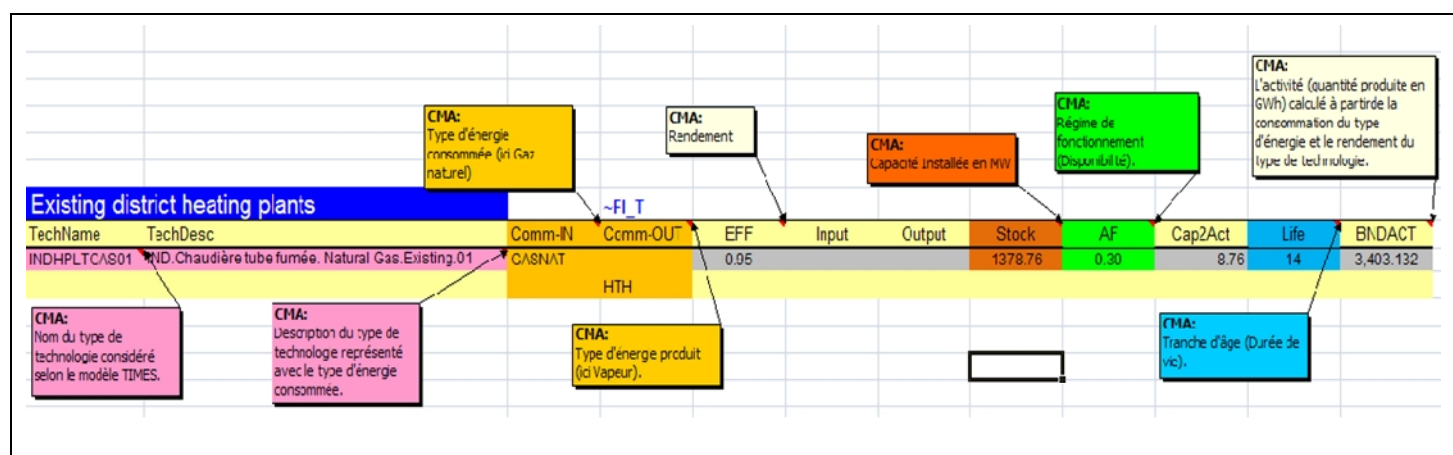 CMA:
L'activité (quantité produite en
GWh) calculé à partirde la
consommation du type
d'énergie et le rendement du
type de technologie.
CMA:
Régime de
fonctionnement
(Disponibilité).
CMA:
Type d'énergie
consommée (ici Gaz
naturel)
CMA:
Rendement
CMA:
Capacité Installée en MW
Existing district heating plants ~FI_T
TechName TechDesc Comm-IN Comm-OUT EFF Input Output Stock AF Cap2Act Life BNDACT
INDHPLTCAS01 IND.Chaudière tube fumée. Natural Gas.Existing.01 GASNAT 0.95 1378.76 0.30 8.76 14 3,403.132
HTH
CMA:
Nom du type de
technologie considéré
selon le modèle TIMES.
CMA:
Description du type de
technologe représenté
avec le type d'énergie
consommée.
CMA:
Type d'énerge produit
(ici Vapeur).
CMA:
Tranche d'âge (Durée de
vie).